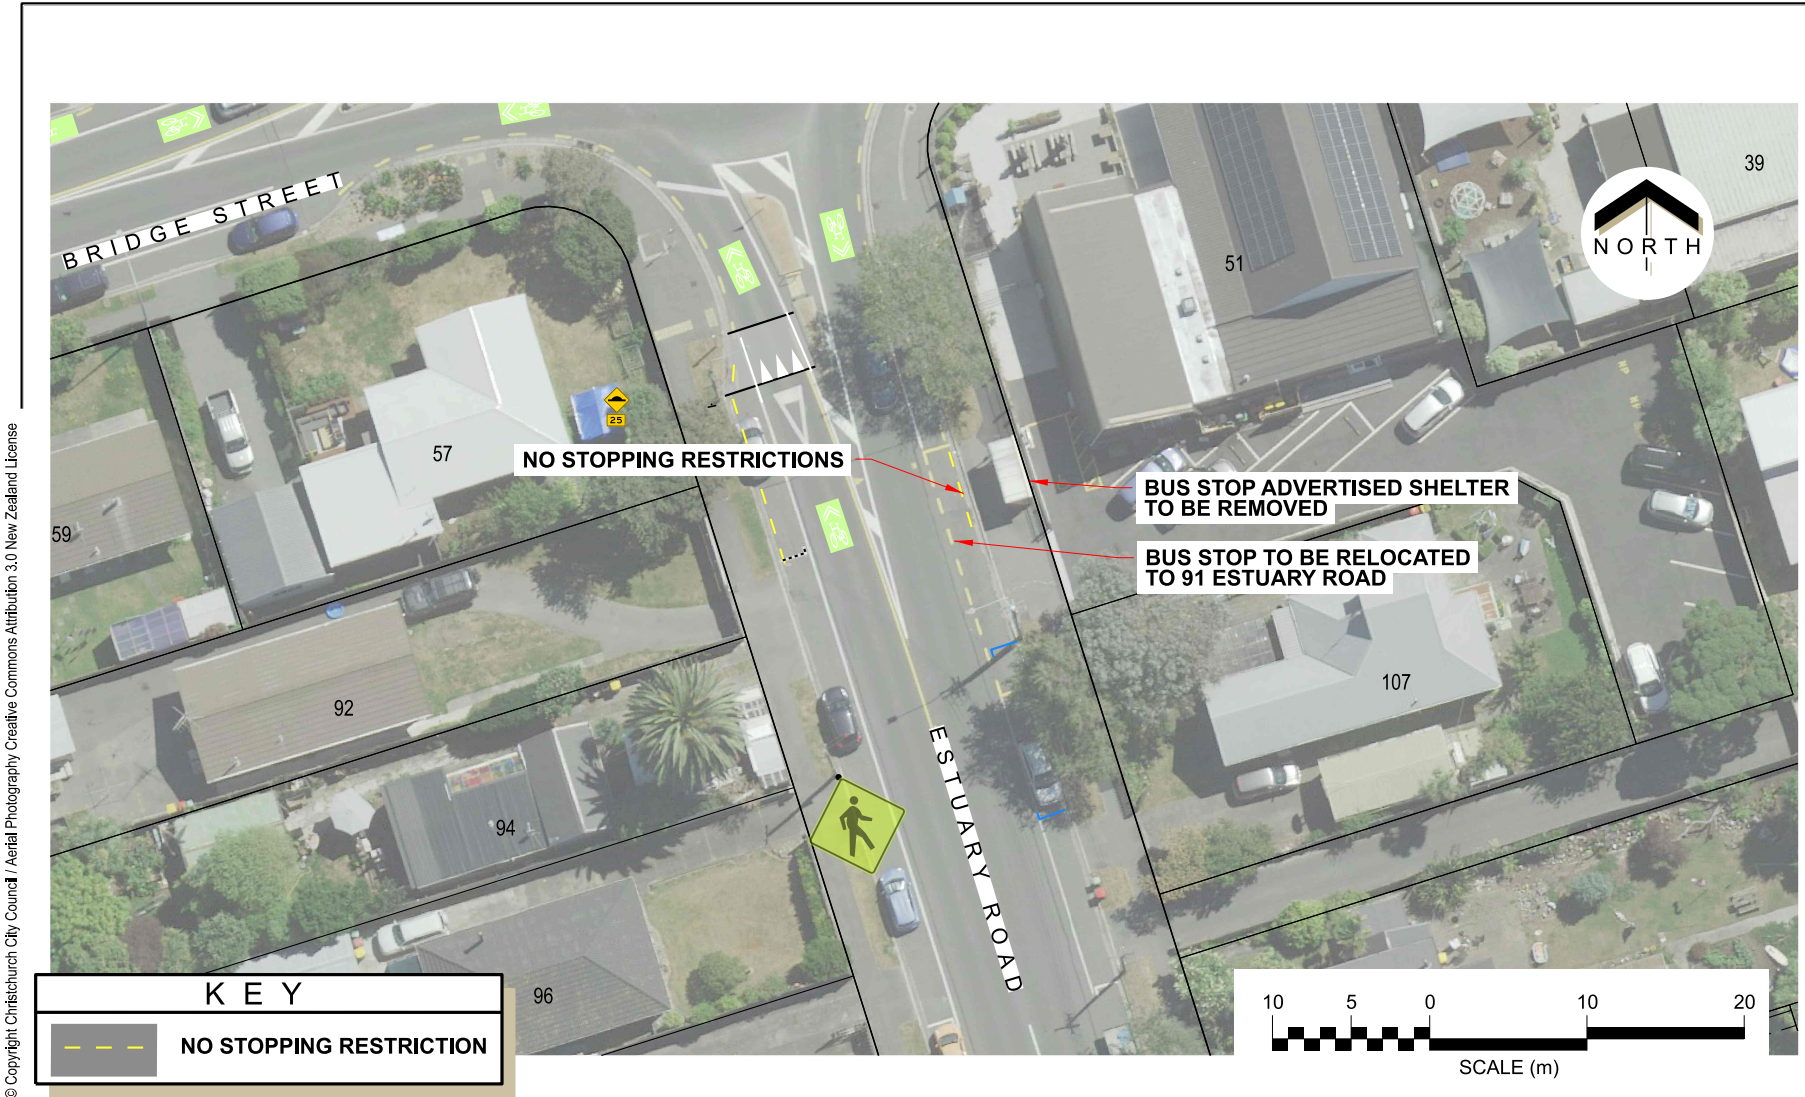 BRIDGE STREET
39
NORTH
51
57
25
59
NO STOPPING RESTRICTIONS
BUS STOP ADVERTISED SHELTER
TO BE REMOVED
BUS STOP TO BE RELOCATED
TO 91 ESTUARY ROAD
92
107
94
ESTUARY ROAD
96
KEY
NO STOPPING RESTRICTION
10 5 0 10 20
SCALE (m)
© Copyright Christchurch City Council / Aerial Photography Creative Commons Attribution 3.0 New Zealand License